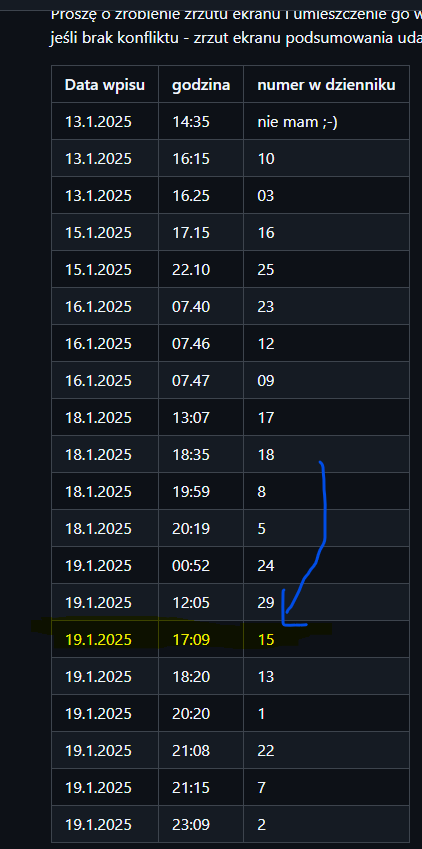 Proszę o zrobienie zrzutu ekranu i umieszczenie go w
jeśli brak konfliktu - zrzut ekranu podsumowania uda
Data wpisu godzina numer w dzienniku
13.1.2025 14:35 nie mam ;-)
13.1.2025 16:15 10
13.1.2025 16.25 03
15.1.2025 17.15 16
15.1.2025 22.10 25
16.1.2025 07.40 23
16.1.2025 07.46 12
16.1.2025 07.47 09
18.1.2025 13:07 17
18.1.2025 18:35 18
18.1.2025 19:59 8
18.1.2025 20:19 5
19.1.2025 00:52 24
19.1.2025 12:05 29
19.1.2025 17:09 15
19.1.2025 18:20 13
19.1.2025 20:20 1
19.1.2025 21:08 22
19.1.2025 21:15 7
19.1.2025 23:09 2